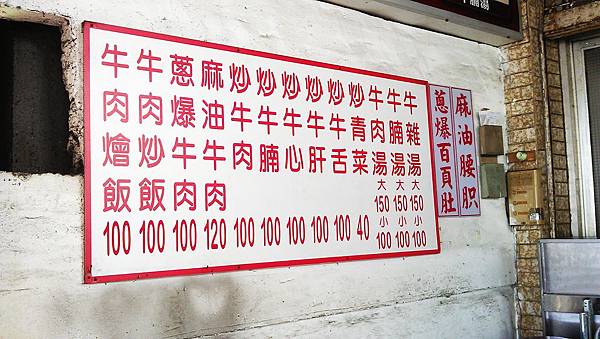 牛肉燴飯 100
牛肉炒飯 100
蔥爆牛肉 100
麻油牛肉 120
炒牛肉 100
炒牛腩 100
炒牛心 100
炒牛肝 100
炒牛舌 100
炒青菜 40
牛肉湯 大150 小100
牛腩湯 大150 小100
牛雜湯 大150 小100
蔥爆百頁肚
麻油腰